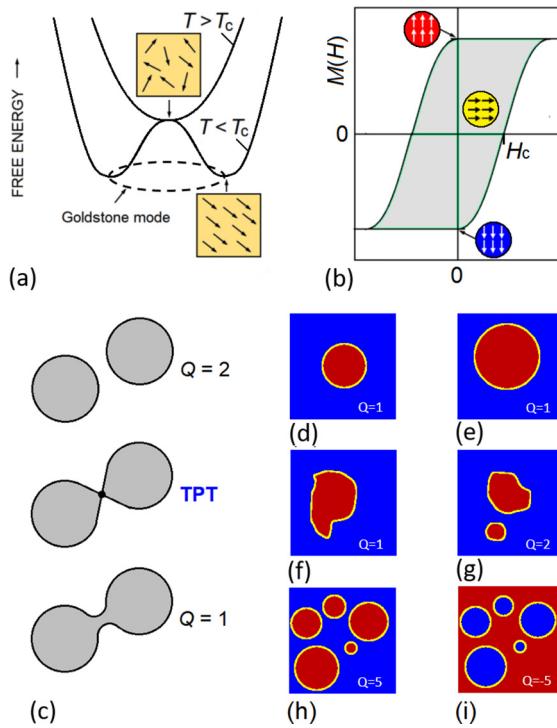 T > Tc
T < Tc
FREE ENERGY
Goldstone mode
(a)
M(H)
0
Hc
0
(b)
Q = 2
TPT
Q = 1
(c)
Q=1
(d)
Q=1
(e)
Q=1
(f)
Q=2
(g)
Q=5
(h)
Q=-5
(i)